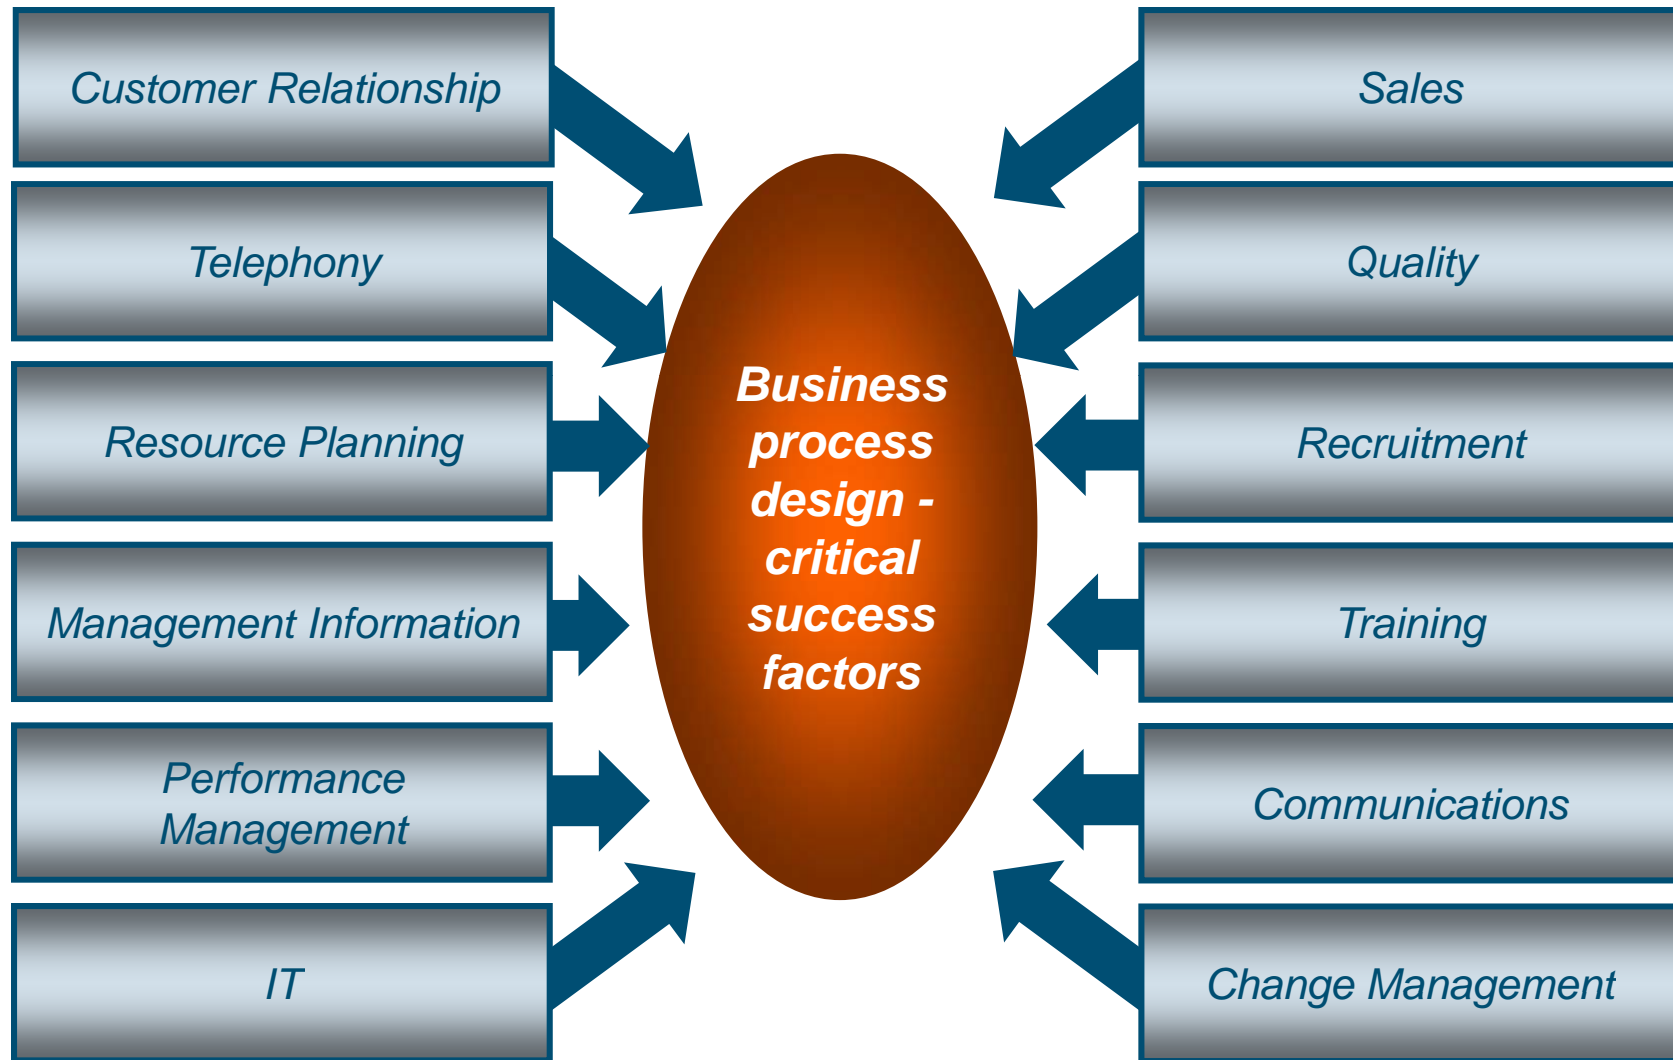 Customer Relationship
Telephony
Resource Planning
Management Information
Performance
Management
IT
Business
process
design -
critical
success
factors
Sales
Quality
Recruitment
Training
Communications
Change Management